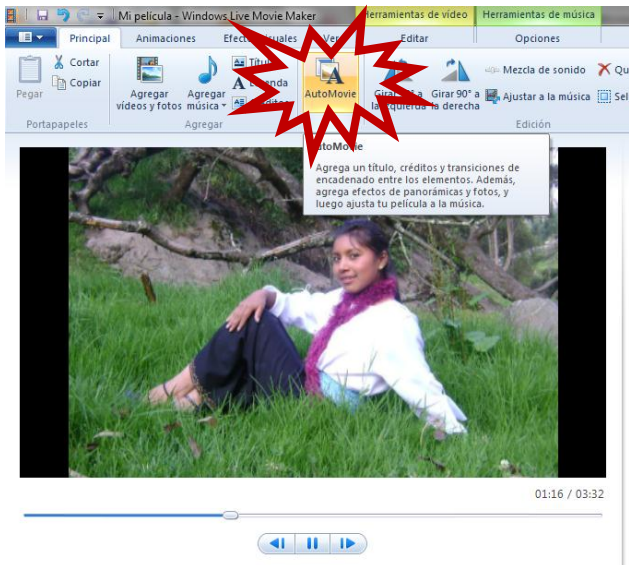 Mi película - Windows Live Movie Maker
Herramientas de vídeo
Herramientas de música
Principal
Animaciones
Editar
Opciones
Pegar
Cortar
Copiar
Portapapeles
Agregar
vídeos y fotos
Agregar
música
Agregar
AutoMovie
Girar 90° a
la derecha
Mezcla de sonido
Ajustar a la música
Edición
Agrega un título, créditos y transiciones de
encadenado entre los elementos. Además,
agrega efectos de panorámicas y fotos, y
luego ajusta tu película a la música.
01:16 / 03:32